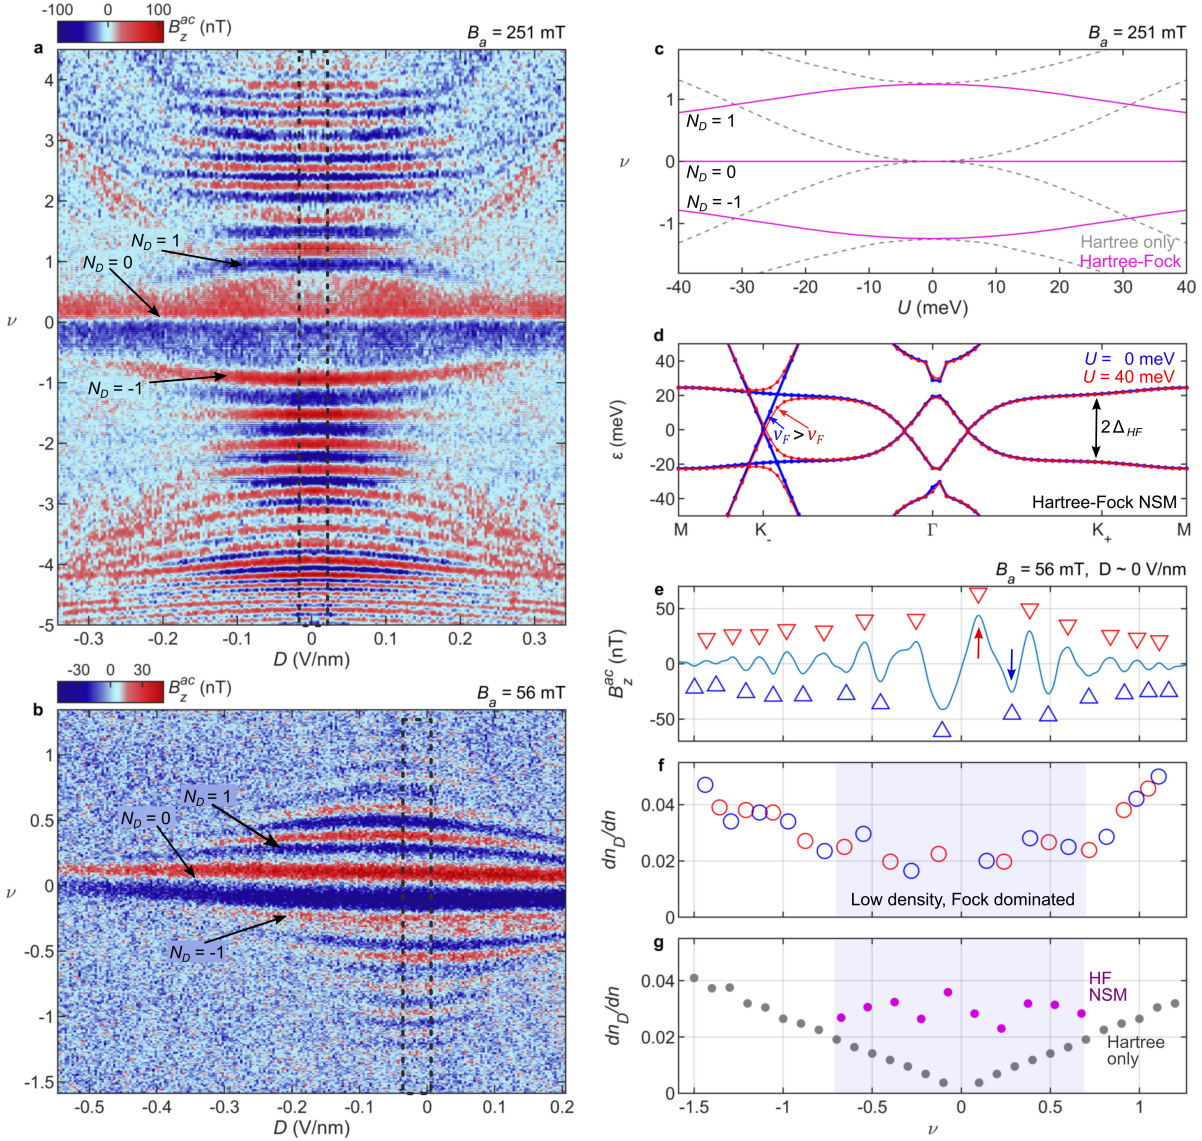 -100 0 100 B_z^ac (nT)
a B_a = 251 mT
4
3
2
1
0
-1
-2
-3
-4
-5
ν
N_D = 1
N_D = 0
N_D = -1
-0.3 -0.2 -0.1 0 0.1 0.2 0.3
D (V/nm)
-30 0 30 B_z^ac (nT)
b B_a = 56 mT
1
0.5
0
-0.5
-1
-1.5
ν
N_D = 1
N_D = 0
N_D = -1
-0.5 -0.4 -0.3 -0.2 -0.1 0 0.1 0.2
D (V/nm)
c B_a = 251 mT
1
0
-1
ν
N_D = 1
N_D = 0
N_D = -1
Hartree only
Hartree-Fock
-40 -30 -20 -10 0 10 20 30 40
U (meV)
d
40
20
0
-20
-40
ε (meV)
U = 0 meV
U = 40 meV
v_F > v_F
2Δ_HF
Hartree-Fock NSM
M K_- Γ K_+ M
B_a = 56 mT, D ~ 0 V/nm
e
50
0
-50
B_z^ac (nT)
f
0.04
0.02
0
dn_D/dn
Low density, Fock dominated
g
0.04
0.02
0
dn_D/dn
HF
NSM
Hartree
only
-1.5 -1 -0.5 0 0.5 1
ν